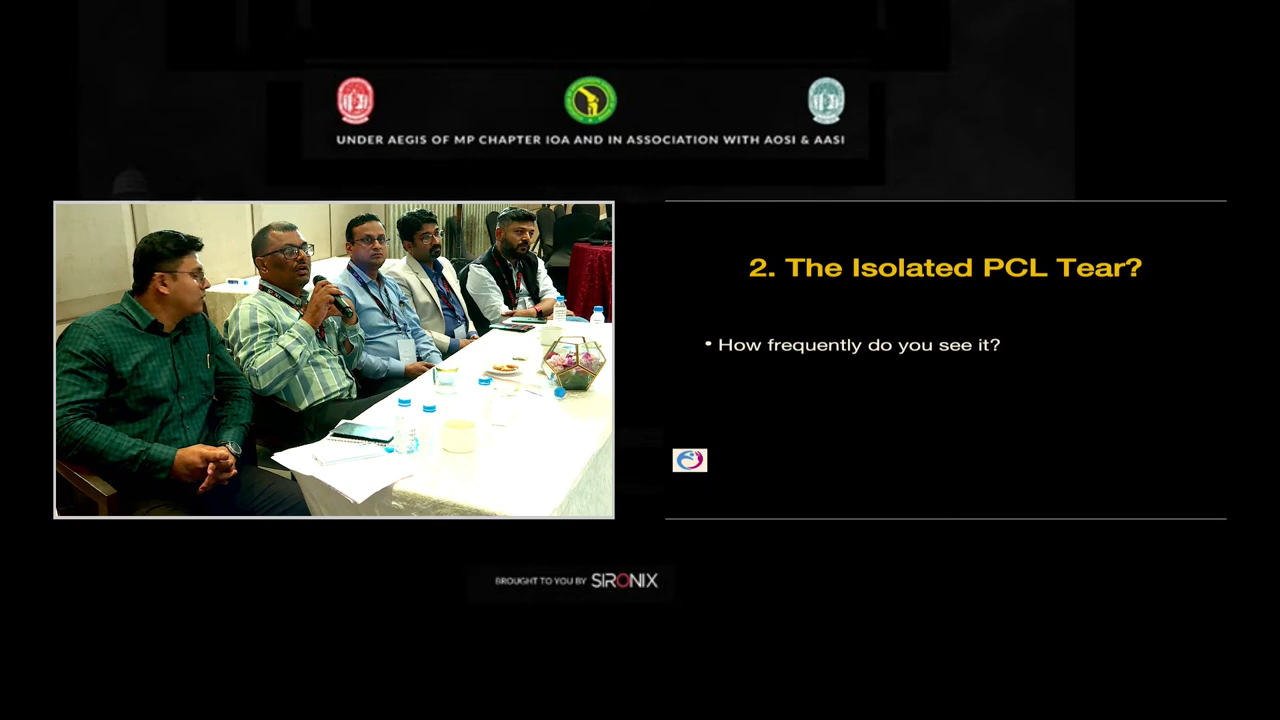 UNDER AEGIS OF MP CHAPTER IOA AND IN ASSOCIATION WITH AOSI & AASI
2. The Isolated PCL Tear?
• How frequently do you see it?
BROUGHT TO YOU BY SIRONIX